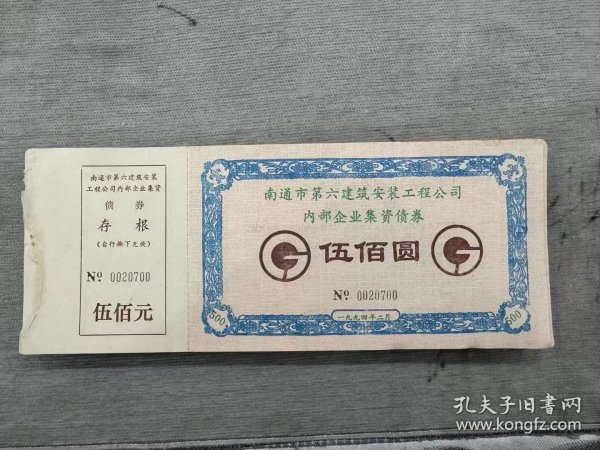 南通市第六建筑安装
工程公司内部企业集资
债券
存根
(自行撕下无效)
Nº 0020700
伍佰元
南通市第六建筑安装工程公司
内部企业集资债券
伍佰圆
Nº 0020700
一九九四年二月
500
500
孔夫子旧书网
www.kongfz.com